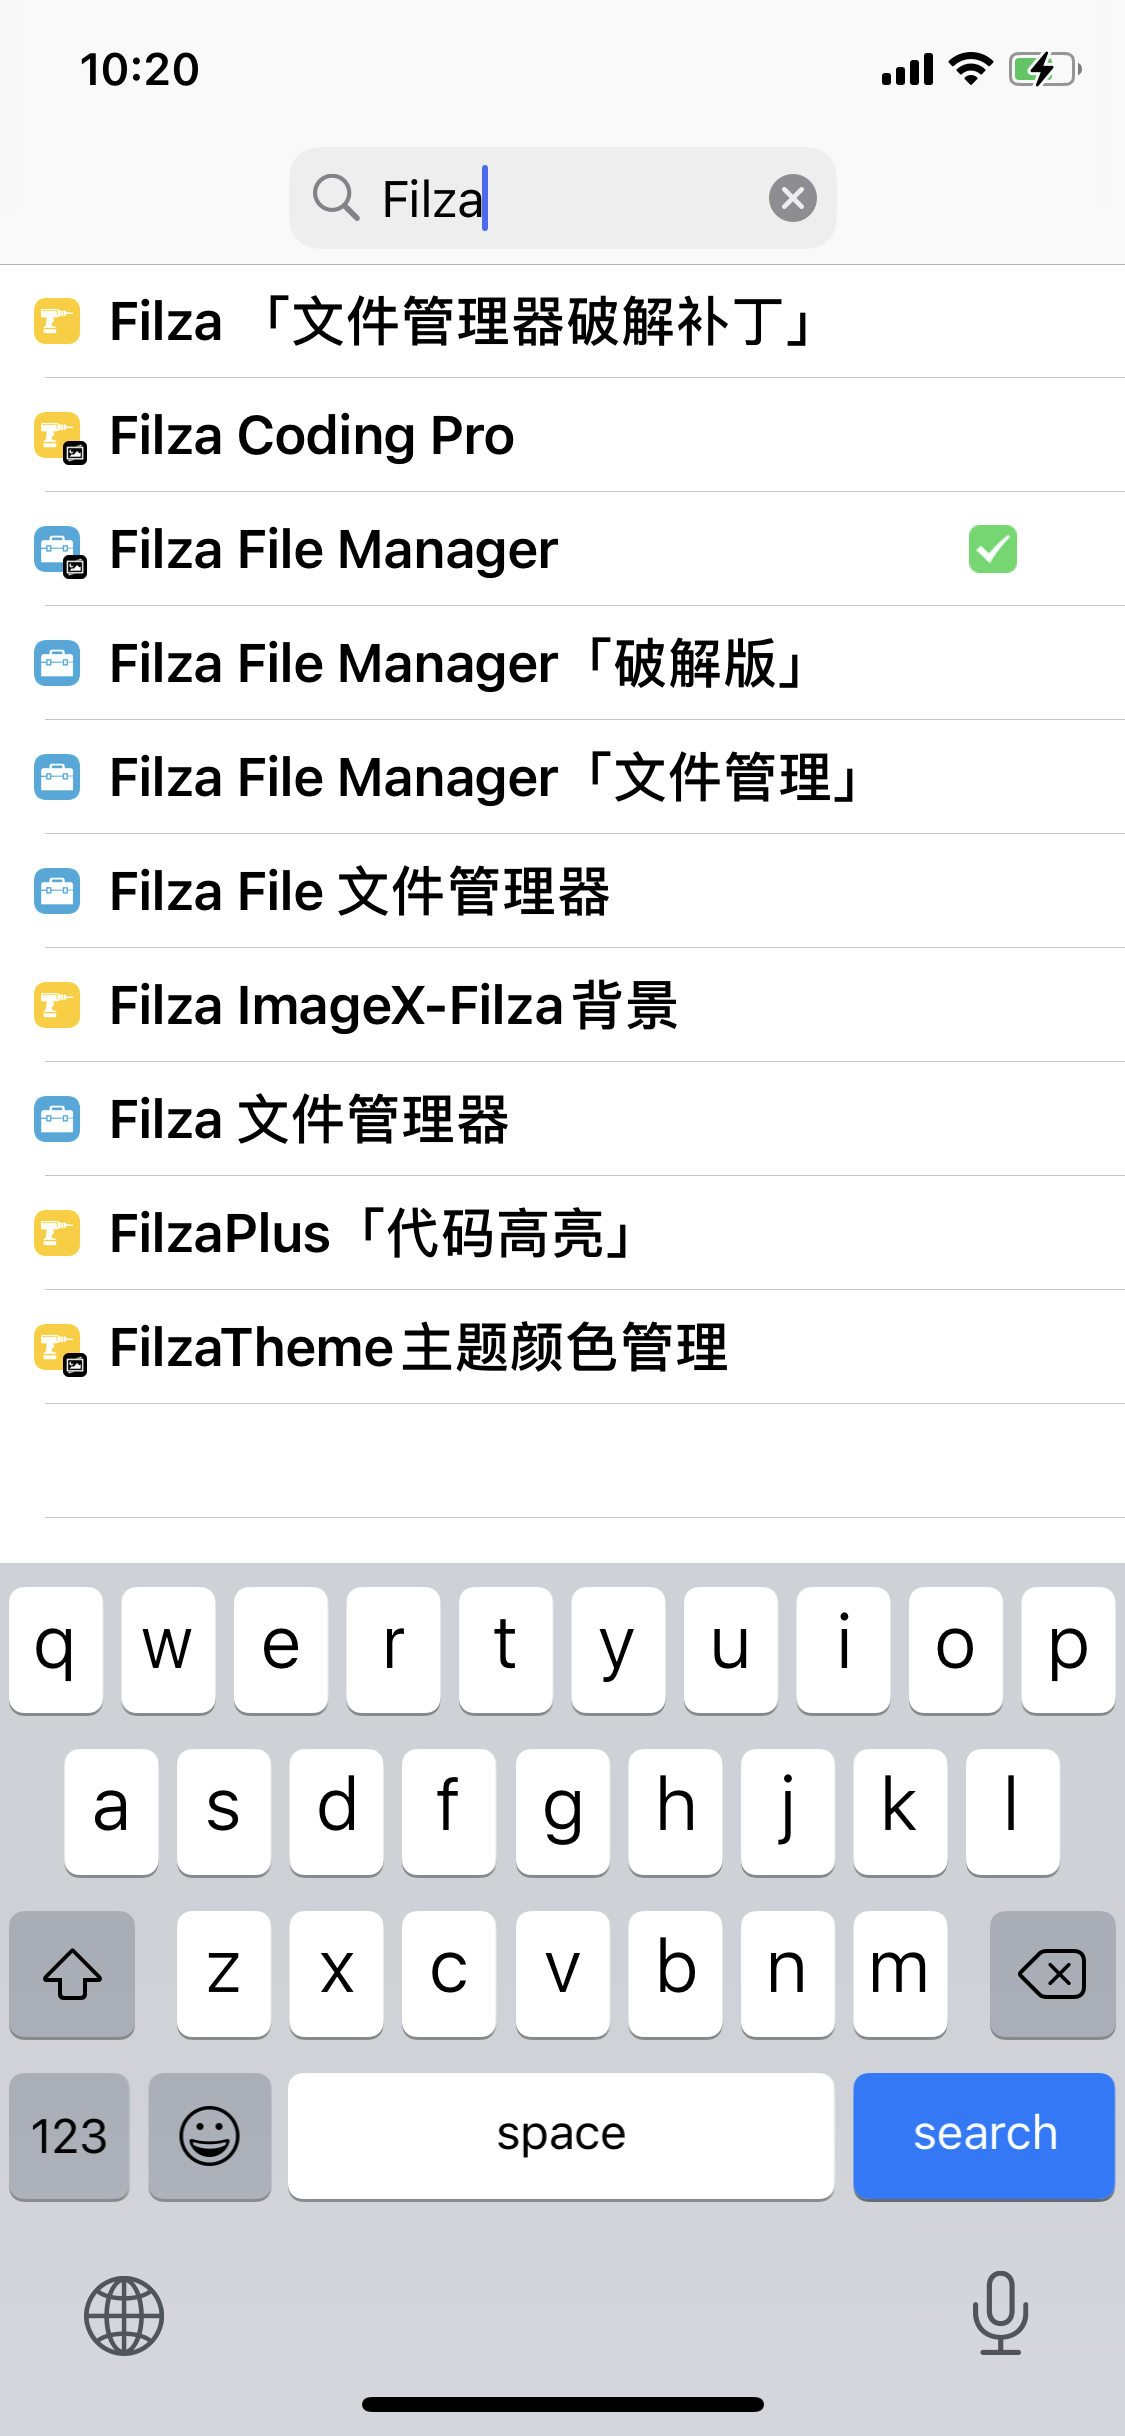 10:20
Filza
Filza 「文件管理器破解补丁」
Filza Coding Pro
Filza File Manager
Filza File Manager「破解版」
Filza File Manager「文件管理」
Filza File 文件管理器
Filza ImageX-Filza背景
Filza 文件管理器
FilzaPlus「代码高亮」
FilzaTheme主题颜色管理
q w e r t y u i o p
a s d f g h j k l
z x c v b n m
123 space search